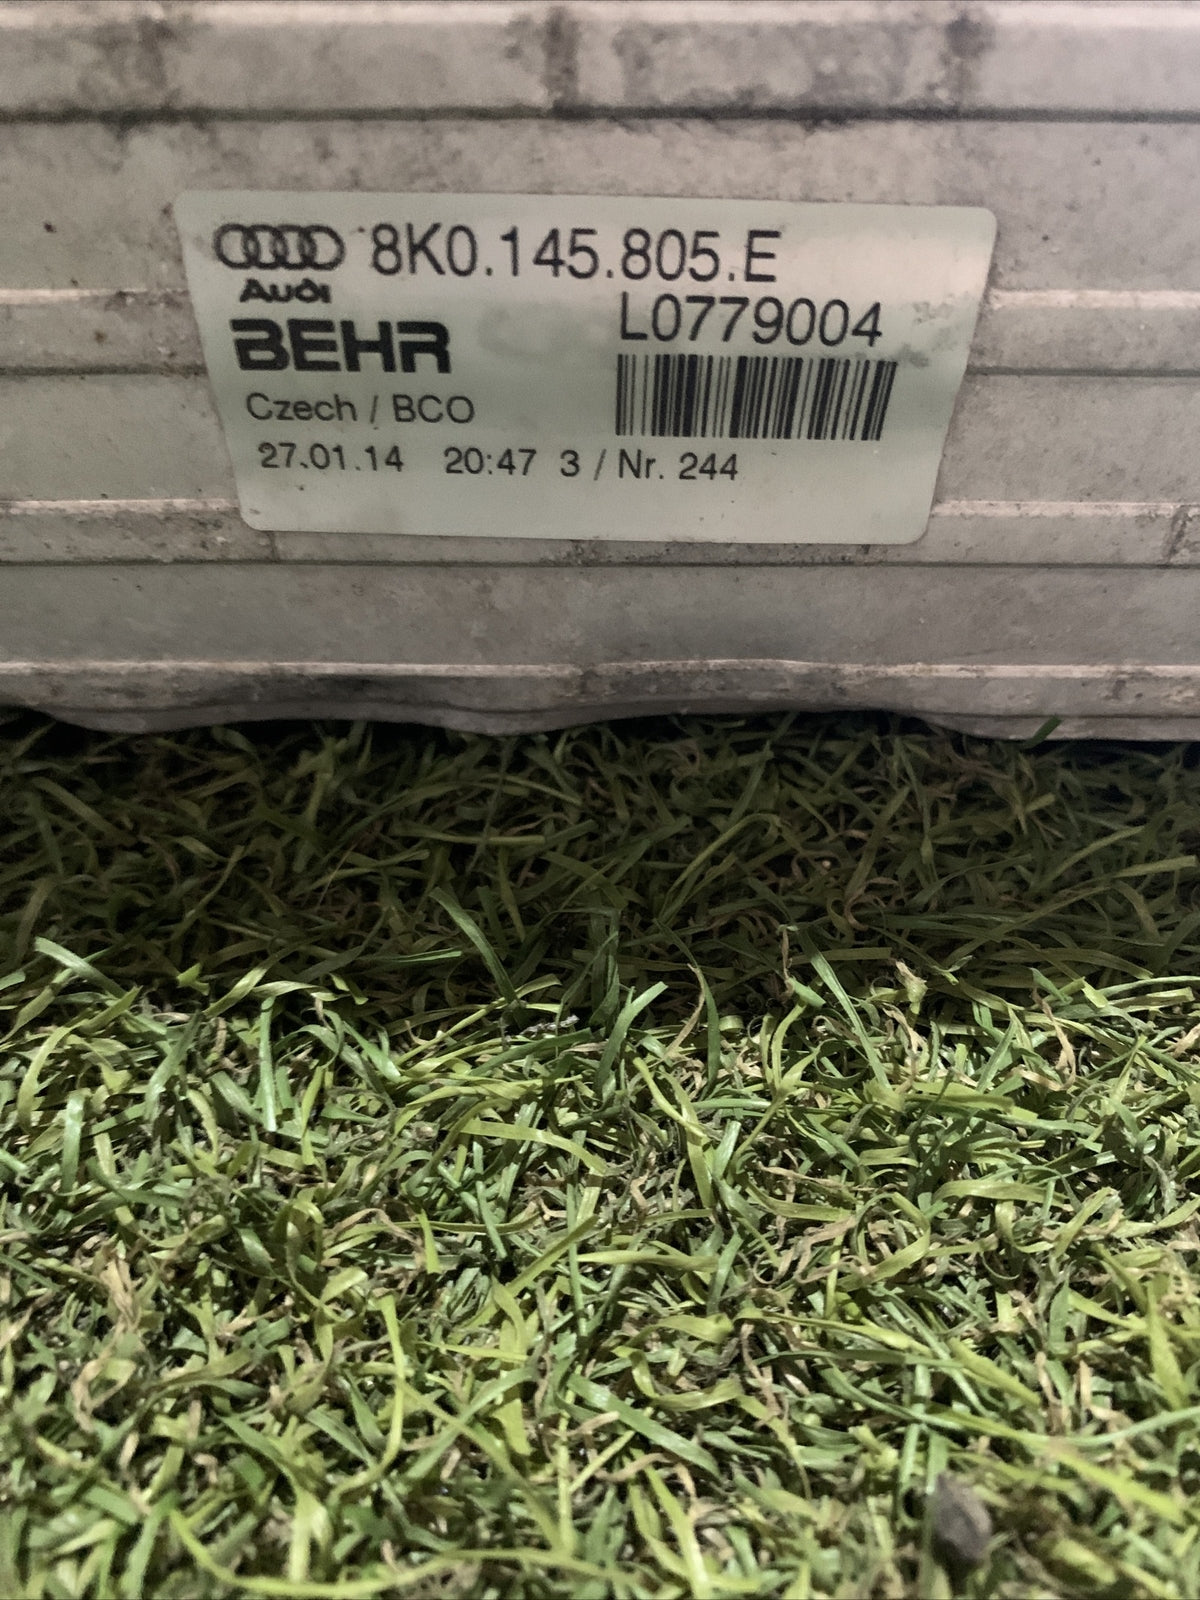 8K0.145.805.E
Audi
L0779004
BEHR
Czech / BCO
27.01.14 20:47 3 / Nr. 244